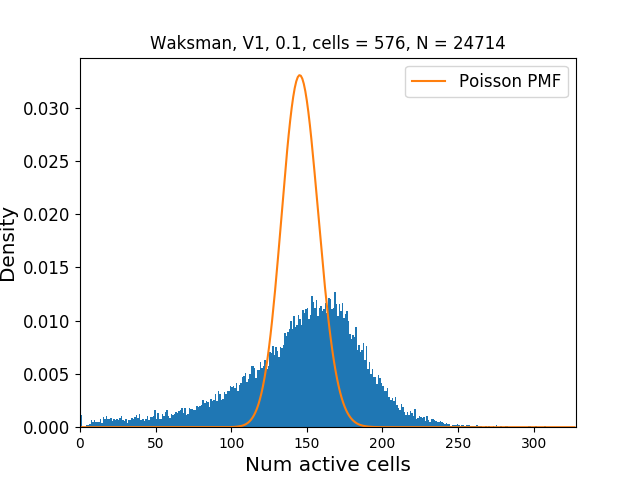 Waksman, V1, 0.1, cells = 576, N = 24714
Poisson PMF
0.030
0.025
0.020
0.015
0.010
0.005
0.000
Density
0 50 100 150 200 250 300
Num active cells